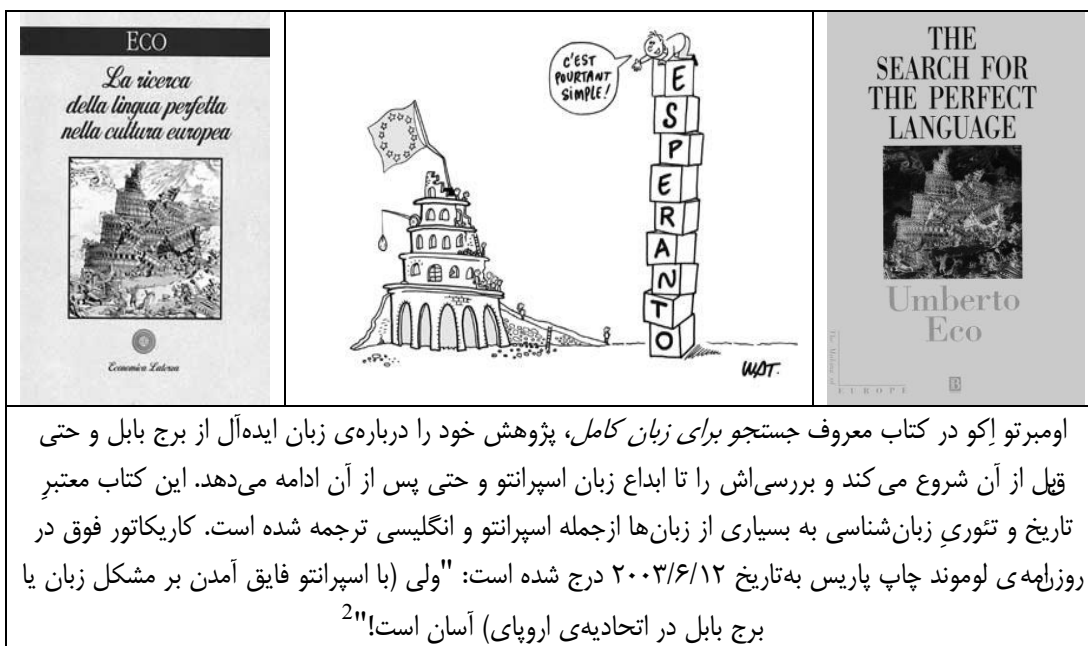 ECO
La ricerca
della lingua perfetta
nella cultura europea
Economica Laterza
C'EST
POURTANT
SIMPLE!
E
S
P
E
R
A
N
T
O
WAT.
THE
SEARCH FOR
THE PERFECT
LANGUAGE
Umberto
Eco
The Making of
EUROPE
B
اومبرتو اِکو در کتاب معروف جستجو برای زبان کامل، پژوهش خود را درباره‌ی زبان ایده‌آل از برج بابل و حتی
از آن شروع می‌کند و بررسی‌اش را تا ابداع زبان اسپرانتو و حتی پس از آن ادامه می‌دهد. این کتاب معتبرِ
تاریخ و تئوریِ زبان‌شناسی به بسیاری از زبان‌ها ازجمله اسپرانتو و انگلیسی ترجمه شده است. کاریکاتور فوق در
لوموند چاپ پاریس به‌تاریخ ۲۰۰۳/۶/۱۲ درج شده است: "ولی (با اسپرانتو فایق آمدن بر مشکل زبان یا
برج بابل در اتحادیه‌ی اروپای) آسان است!"2